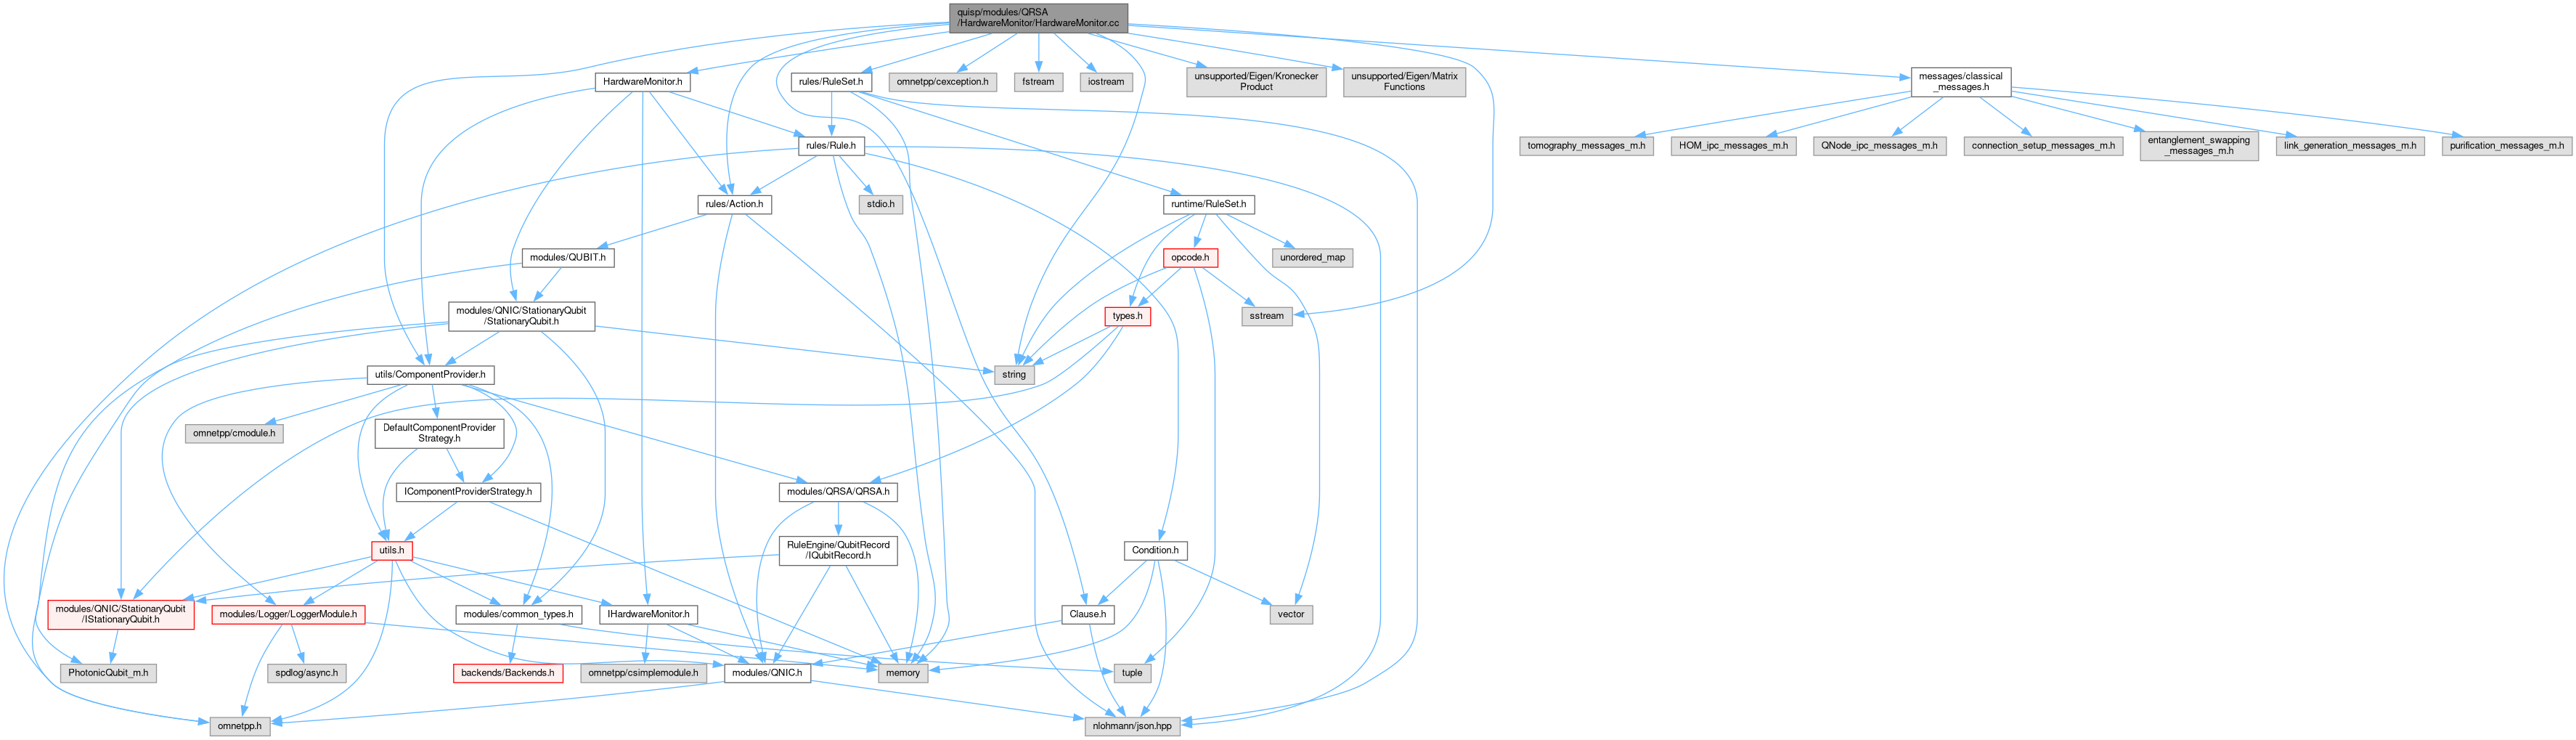 quisp/modules/QRSA
/HardwareMonitor/HardwareMonitor.cc
HardwareMonitor.h
rules/RuleSet.h
omnetpp/cexception.h
fstream
iostream
unsupported/Eigen/Kronecker
Product
unsupported/Eigen/Matrix
Functions
messages/classical
_messages.h
rules/Rule.h
tomography_messages_m.h
HOM_ipc_messages_m.h
QNode_ipc_messages_m.h
connection_setup_messages_m.h
entanglement_swapping
_messages_m.h
link_generation_messages_m.h
purification_messages_m.h
rules/Action.h
stdio.h
runtime/RuleSet.h
modules/QUBIT.h
opcode.h
unordered_map
modules/QNIC/StationaryQubit
/StationaryQubit.h
types.h
sstream
utils/ComponentProvider.h
string
omnetpp/cmodule.h
DefaultComponentProvider
Strategy.h
IComponentProviderStrategy.h
modules/QRSA/QRSA.h
utils.h
RuleEngine/QubitRecord
/IQubitRecord.h
Condition.h
modules/QNIC/StationaryQubit
/IStationaryQubit.h
modules/Logger/LoggerModule.h
modules/common_types.h
IHardwareMonitor.h
Clause.h
vector
PhotonicQubit_m.h
spdlog/async.h
backends/Backends.h
omnetpp/csimplemodule.h
modules/QNIC.h
memory
tuple
omnetpp.h
nlohmann/json.hpp